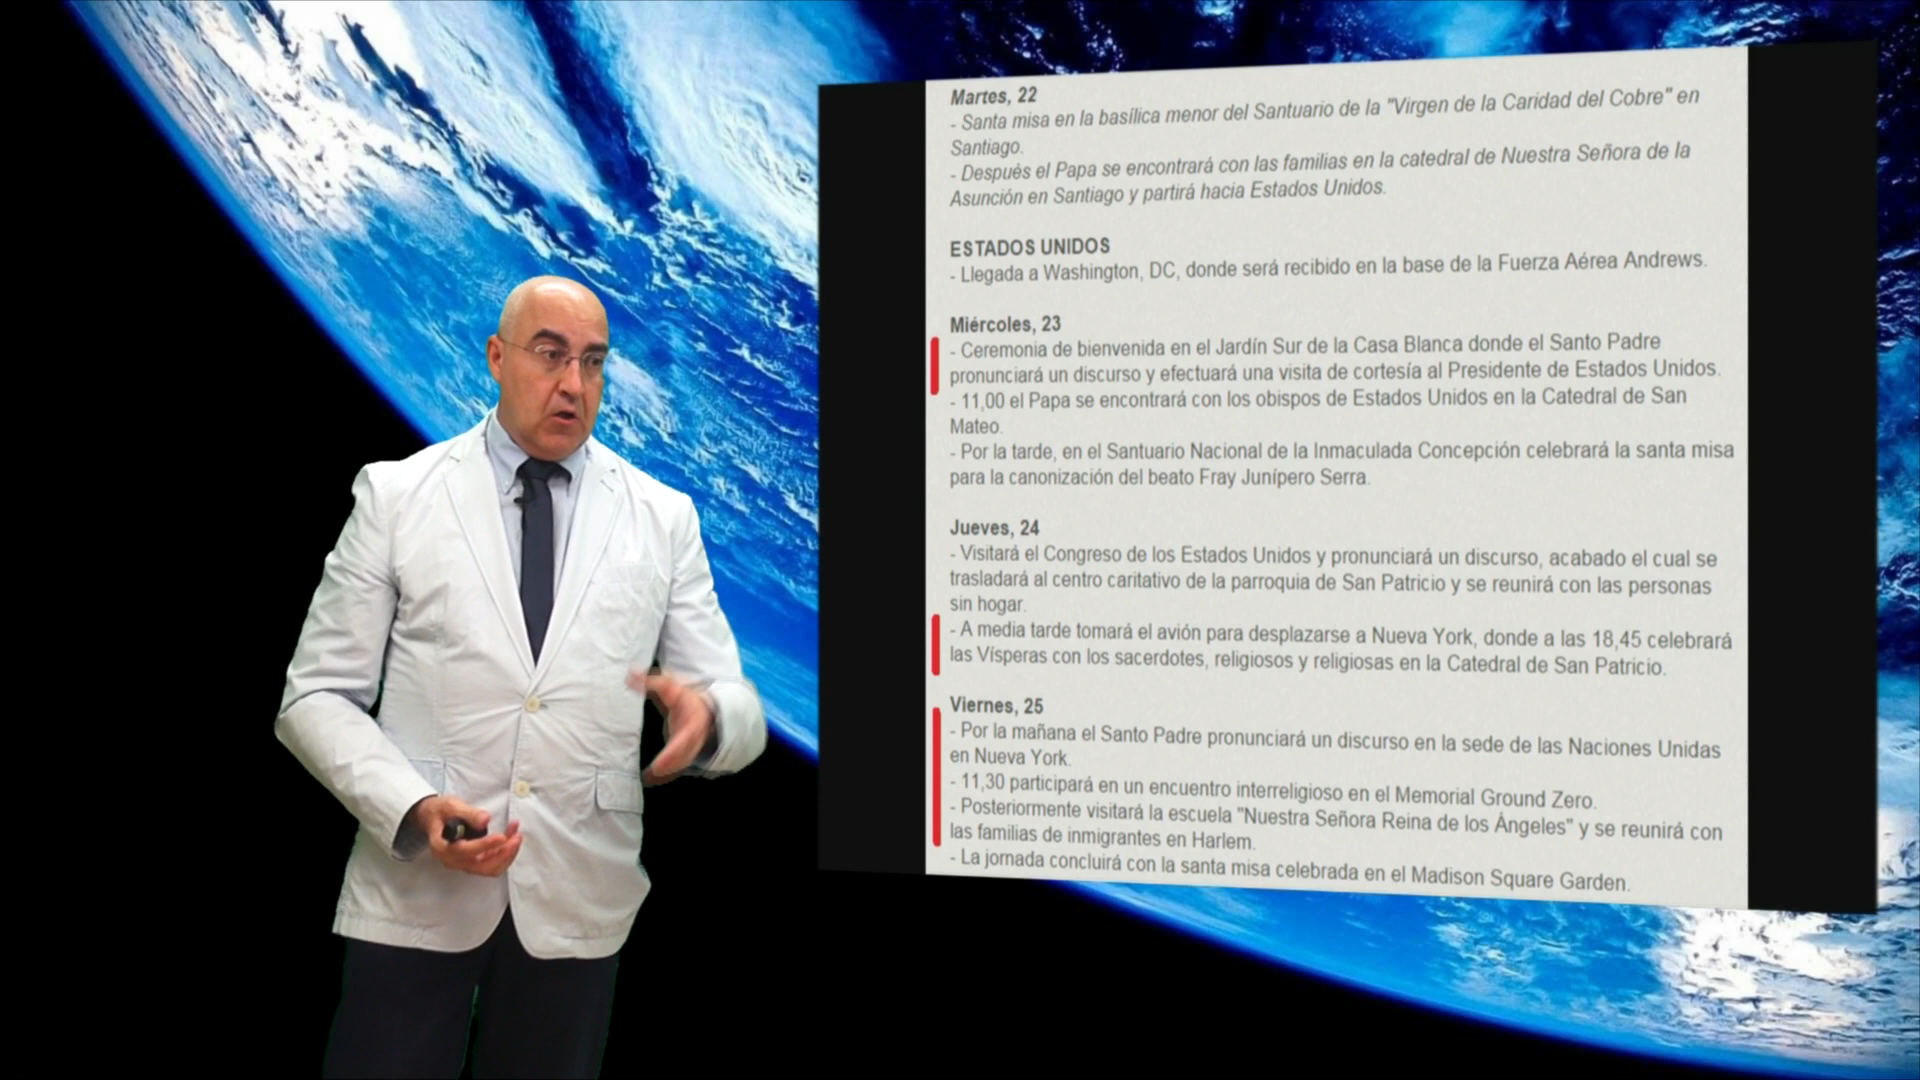 Martes, 22
- Santa misa en la basílica menor del Santuario de la "Virgen de la Caridad del Cobre" en
Santiago.
- Después el Papa se encontrará con las familias en la catedral de Nuestra Señora de la
Asunción en Santiago y partirá hacia Estados Unidos.
ESTADOS UNIDOS
- Llegada a Washington, DC, donde será recibido en la base de la Fuerza Aérea Andrews.
Miércoles, 23
- Ceremonia de bienvenida en el Jardín Sur de la Casa Blanca donde el Santo Padre
pronunciará un discurso y efectuará una visita de cortesía al Presidente de Estados Unidos.
- 11,00 el Papa se encontrará con los obispos de Estados Unidos en la Catedral de San
Mateo.
- Por la tarde, en el Santuario Nacional de la Inmaculada Concepción celebrará la santa misa
para la canonización del beato Fray Junípero Serra.
Jueves, 24
- Visitará el Congreso de los Estados Unidos y pronunciará un discurso, acabado el cual se
trasladará al centro caritativo de la parroquia de San Patricio y se reunirá con las personas
sin hogar.
- A media tarde tomará el avión para desplazarse a Nueva York, donde a las 18,45 celebrará
las Vísperas con los sacerdotes, religiosos y religiosas en la Catedral de San Patricio.
Viernes, 25
- Por la mañana el Santo Padre pronunciará un discurso en la sede de las Naciones Unidas
en Nueva York.
- 11,30 participará en un encuentro interreligioso en el Memorial Ground Zero.
- Posteriormente visitará la escuela "Nuestra Señora Reina de los Ángeles" y se reunirá con
las familias de inmigrantes en Harlem.
- La jornada concluirá con la santa misa celebrada en el Madison Square Garden.